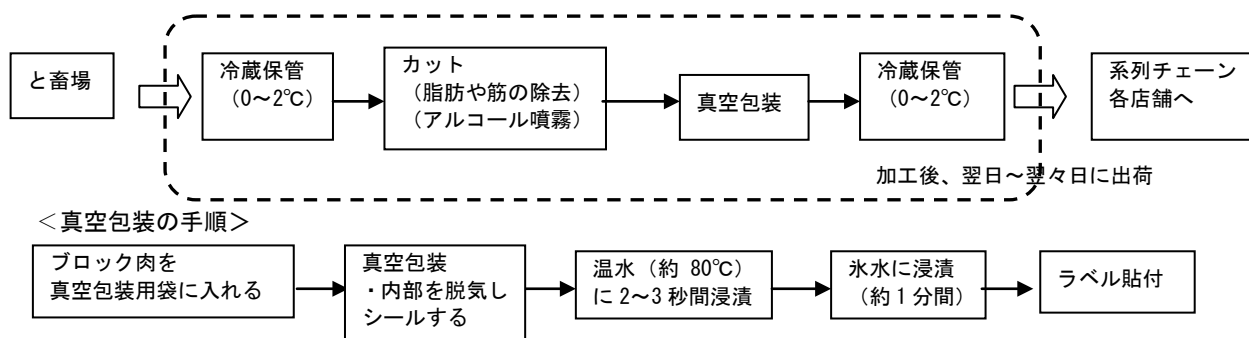 と畜場
冷蔵保管
（0～2℃）
カット
（脂肪や筋の除去）
（アルコール噴霧）
真空包装
冷蔵保管
（0～2℃）
系列チェーン
各店舗へ
加工後、翌日～翌々日に出荷
＜真空包装の手順＞
ブロック肉を
真空包装用袋に入れる
真空包装
・内部を脱気し
シールする
温水（約 80℃）
に 2～3 秒間浸漬
氷水に浸漬
（約１分間）
ラベル貼付